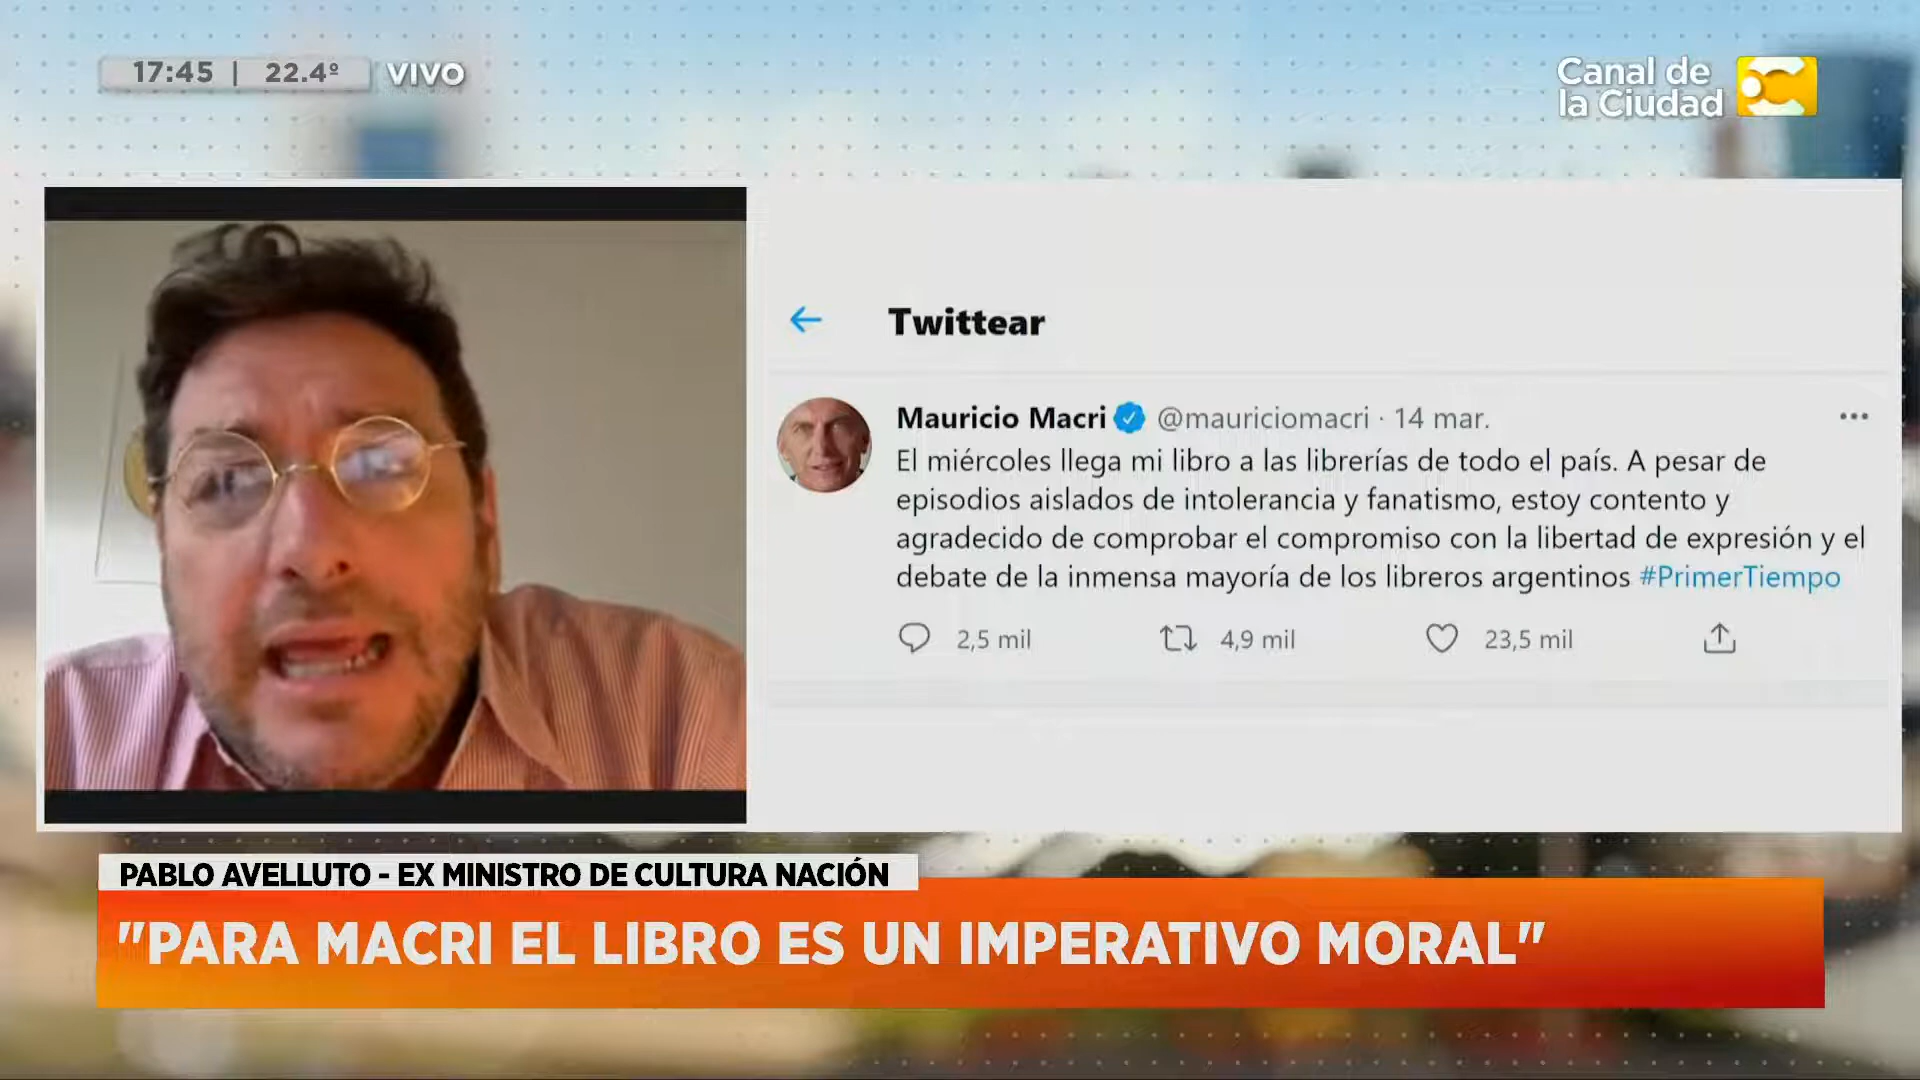 17:45 | 22.4º VIVO
Canal de
la Ciudad
Twittear
Mauricio Macri @mauriciomacri · 14 mar.
El miércoles llega mi libro a las librerías de todo el país. A pesar de
episodios aislados de intolerancia y fanatismo, estoy contento y
agradecido de comprobar el compromiso con la libertad de expresión y el
debate de la inmensa mayoría de los libreros argentinos #PrimerTiempo
2,5 mil 4,9 mil 23,5 mil
PABLO AVELLUTO - EX MINISTRO DE CULTURA NACIÓN
"PARA MACRI EL LIBRO ES UN IMPERATIVO MORAL"